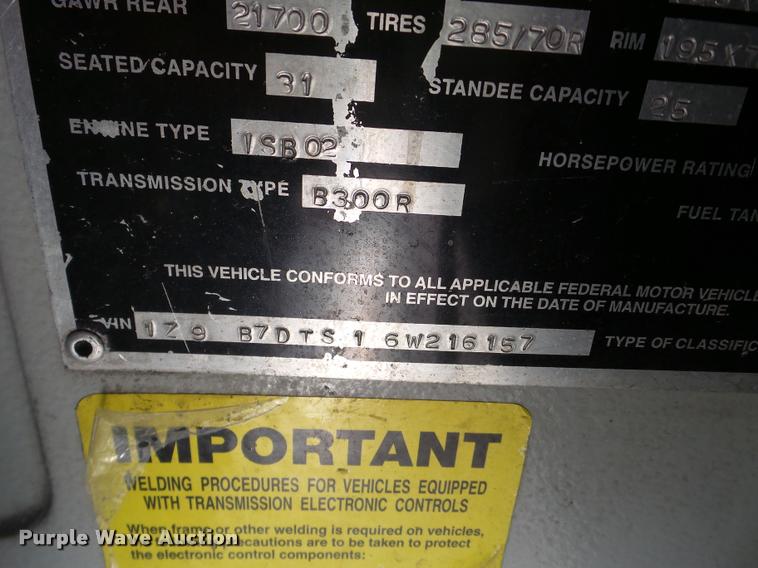 GAWR REAR 21700 TIRES 285/70R RIM 195X7
SEATED CAPACITY 31 STANDEE CAPACITY 25
ENGINE TYPE ISB02 HORSEPOWER RATING
TRANSMISSION TYPE B300R FUEL TAN
THIS VEHICLE CONFORMS TO ALL APPLICABLE FEDERAL MOTOR VEHICLE
IN EFFECT ON THE DATE OF MANUFACTURE.
VIN 1Z9 B7DTS 1 6W216157 TYPE OF CLASSIFIC
IMPORTANT
WELDING PROCEDURES FOR VEHICLES EQUIPPED
WITH TRANSMISSION ELECTRONIC CONTROLS
When frame or other welding is required on vehicles,
precautions are to be taken to protect
the electronic control components:
Purple Wave Auction